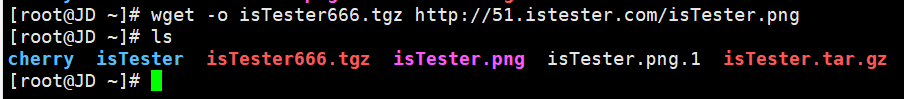 [root@JD ~]# wget -o isTester666.tgz http://51.istester.com/isTester.png
[root@JD ~]# ls
cherry  isTester  isTester666.tgz  isTester.png  isTester.png.1  isTester.tar.gz
[root@JD ~]#